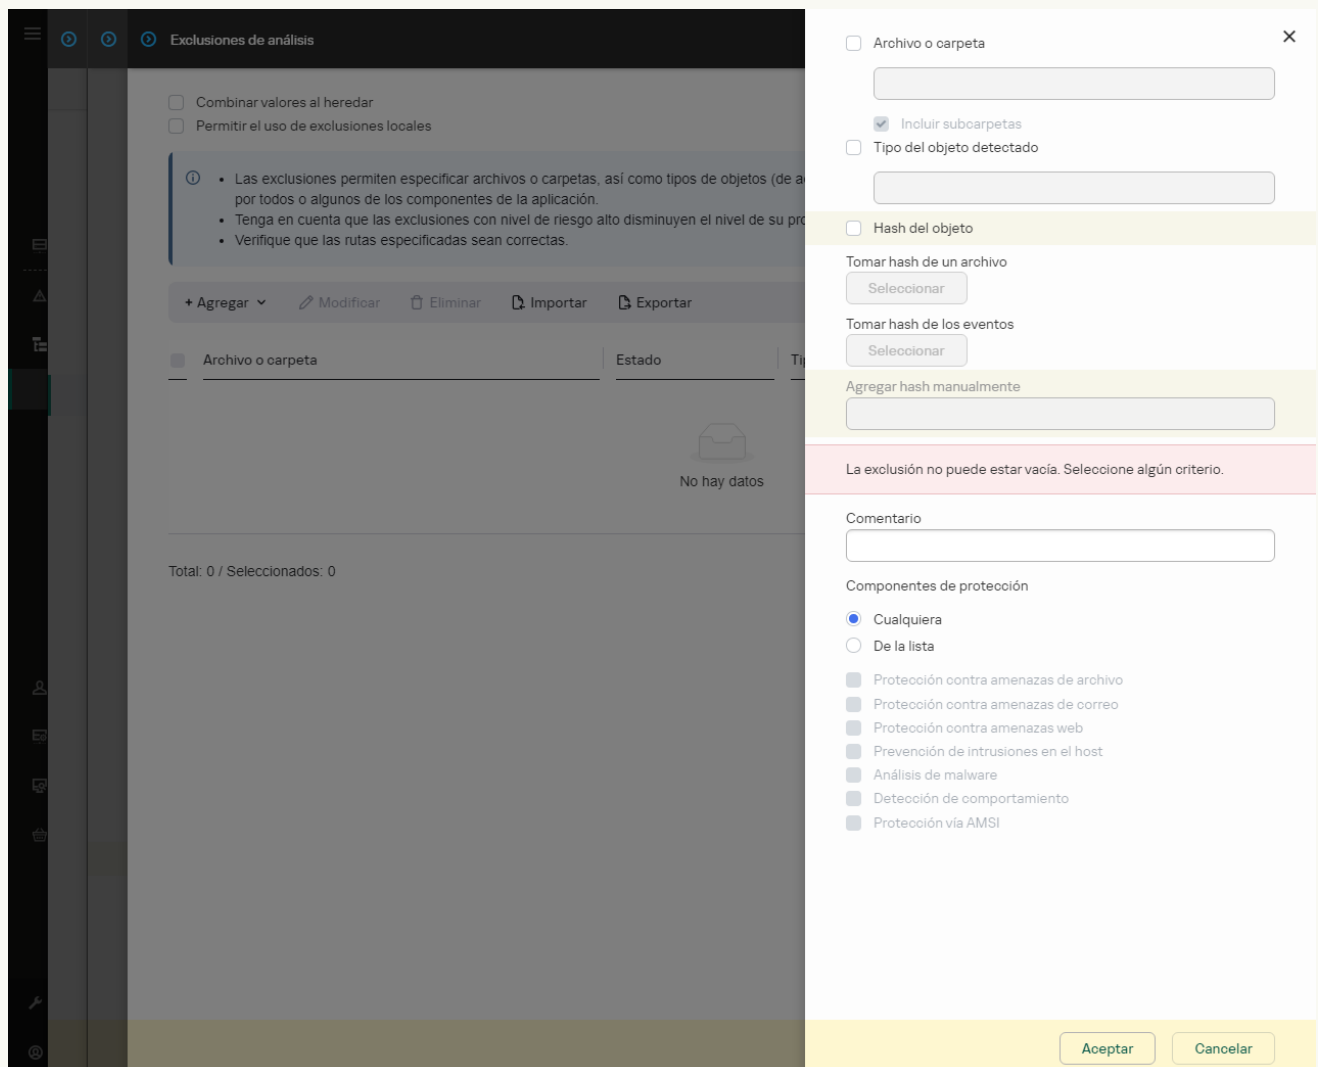 Exclusiones de análisis
Combinar valores al heredar
Permitir el uso de exclusiones locales
Las exclusiones permiten especificar archivos o carpetas, así como tipos de objetos (de
por todos o algunos de los componentes de la aplicación.
Tenga en cuenta que las exclusiones con nivel de riesgo alto disminuyen el nivel de su
Verifique que las rutas especificadas sean correctas.
+ Agregar
Modificar
Eliminar
Importar
Exportar
Archivo o carpeta
Estado
No hay datos
Total: 0 / Seleccionados: 0
Archivo o carpeta
Incluir subcarpetas
Tipo del objeto detectado
Hash del objeto
Tomar hash de un archivo
Seleccionar
Tomar hash de los eventos
Seleccionar
Agregar hash manualmente
La exclusión no puede estar vacía. Seleccione algún criterio.
Comentario
Componentes de protección
Cualquiera
De la lista
Protección contra amenazas de archivo
Protección contra amenazas de correo
Protección contra amenazas web
Prevención de intrusiones en el host
Análisis de malware
Detección de comportamiento
Protección vía AMSI
Aceptar
Cancelar